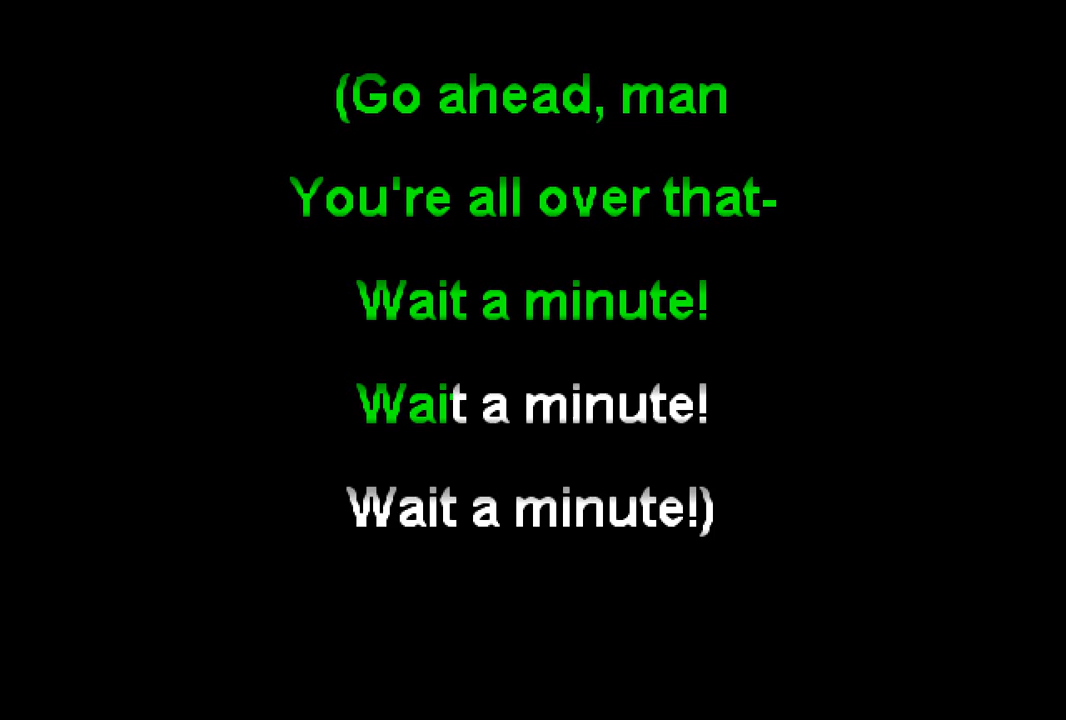 (Go ahead, man
You're all over that-
Wait a minute!
Wait a minute!
Wait a minute!)